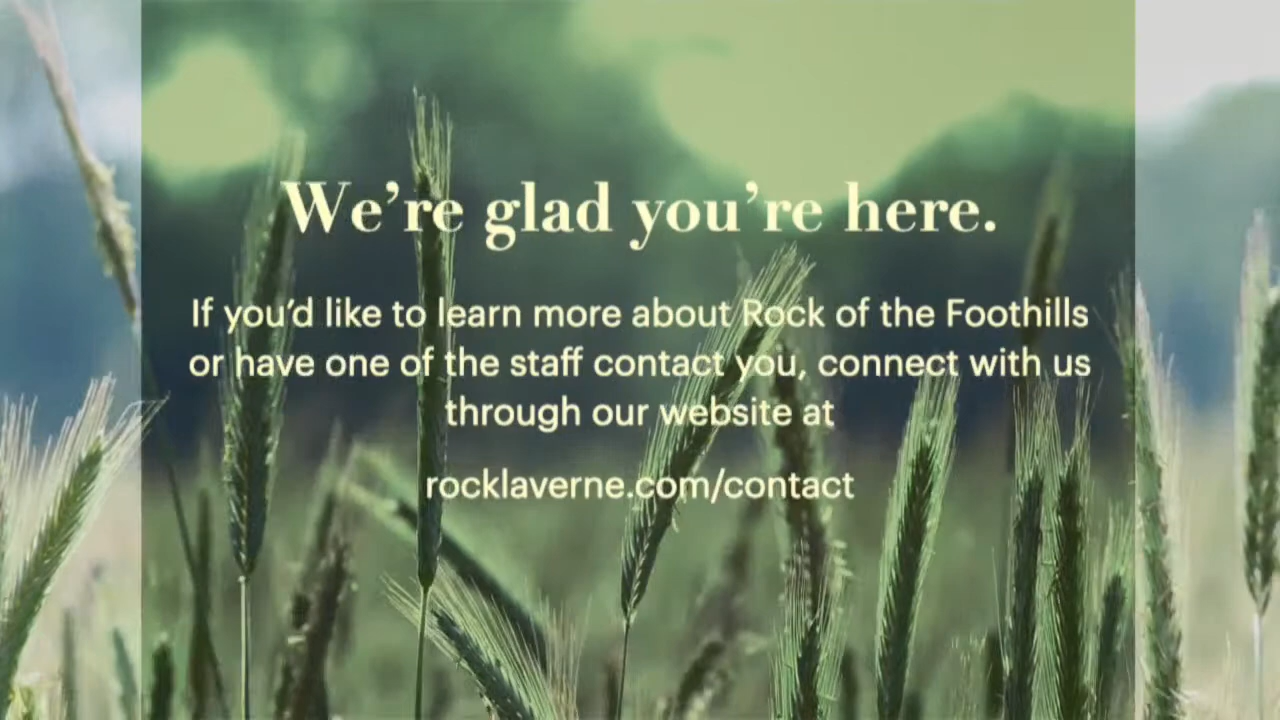 We’re glad you’re here.
If you’d like to learn more about Rock of the Foothills
or have one of the staff contact you, connect with us
through our website at
rocklaverne.com/contact